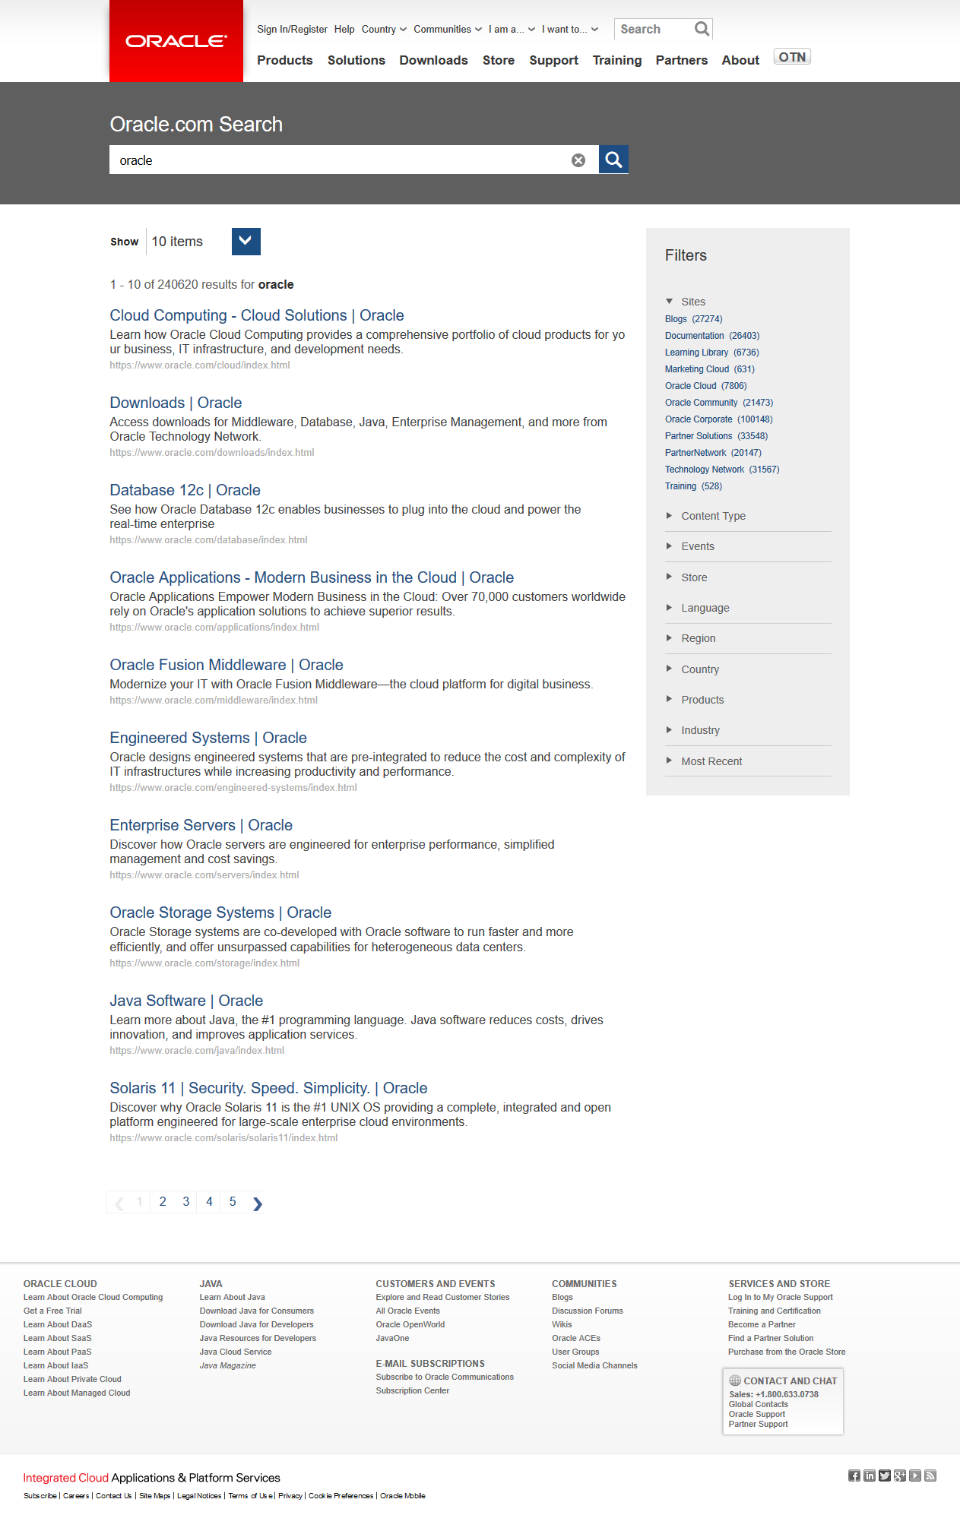 ORACLE
Sign In/Register Help Country Communities I am a... I want to... Search
Products Solutions Downloads Store Support Training Partners About OTN
Oracle.com Search
oracle
Show 10 items
1 - 10 of 240620 results for oracle
Cloud Computing - Cloud Solutions | Oracle
Learn how Oracle Cloud Computing provides a comprehensive portfolio of cloud products for yo
ur business, IT infrastructure, and development needs.
https://www.oracle.com/cloud/index.html
Downloads | Oracle
Access downloads for Middleware, Database, Java, Enterprise Management, and more from
Oracle Technology Network.
https://www.oracle.com/downloads/index.html
Database 12c | Oracle
See how Oracle Database 12c enables businesses to plug into the cloud and power the
real-time enterprise
https://www.oracle.com/database/index.html
Oracle Applications - Modern Business in the Cloud | Oracle
Oracle Applications Empower Modern Business in the Cloud: Over 70,000 customers worldwide
rely on Oracle's application solutions to achieve superior results.
https://www.oracle.com/applications/index.html
Oracle Fusion Middleware | Oracle
Modernize your IT with Oracle Fusion Middleware—the cloud platform for digital business.
https://www.oracle.com/middleware/index.html
Engineered Systems | Oracle
Oracle designs engineered systems that are pre-integrated to reduce the cost and complexity of
IT infrastructures while increasing productivity and performance.
https://www.oracle.com/engineered-systems/index.html
Enterprise Servers | Oracle
Discover how Oracle servers are engineered for enterprise performance, simplified
management and cost savings.
https://www.oracle.com/servers/index.html
Oracle Storage Systems | Oracle
Oracle Storage systems are co-developed with Oracle software to run faster and more
efficiently, and offer unsurpassed capabilities for heterogeneous data centers.
https://www.oracle.com/storage/index.html
Java Software | Oracle
Learn more about Java, the #1 programming language. Java software reduces costs, drives
innovation, and improves application services.
https://www.oracle.com/java/index.html
Solaris 11 | Security. Speed. Simplicity. | Oracle
Discover why Oracle Solaris 11 is the #1 UNIX OS providing a complete, integrated and open
platform engineered for large-scale enterprise cloud environments.
https://www.oracle.com/solaris/solaris11/index.html
1 2 3 4 5
Filters
Sites
Blogs (27274)
Documentation (26403)
Learning Library (6736)
Marketing Cloud (631)
Oracle Cloud (7806)
Oracle Community (21473)
Oracle Corporate (100148)
Partner Solutions (33548)
PartnerNetwork (20147)
Technology Network (31567)
Training (528)
Content Type
Events
Store
Language
Region
Country
Products
Industry
Most Recent
ORACLE CLOUD
Learn About Oracle Cloud Computing
Get a Free Trial
Learn About DaaS
Learn About SaaS
Learn About PaaS
Learn About IaaS
Learn About Private Cloud
Learn About Managed Cloud
JAVA
Learn About Java
Download Java for Consumers
Download Java for Developers
Java Resources for Developers
Java Cloud Service
Java Magazine
CUSTOMERS AND EVENTS
Explore and Read Customer Stories
All Oracle Events
Oracle OpenWorld
JavaOne
E-MAIL SUBSCRIPTIONS
Subscribe to Oracle Communications
Subscription Center
COMMUNITIES
Blogs
Discussion Forums
Wikis
Oracle ACEs
User Groups
Social Media Channels
SERVICES AND STORE
Log In to My Oracle Support
Training and Certification
Become a Partner
Find a Partner Solution
Purchase from the Oracle Store
CONTACT AND CHAT
Sales: +1.800.633.0738
Global Contacts
Oracle Support
Partner Support
Integrated Cloud Applications & Platform Services
Subscribe | Careers | Contact Us | Site Maps | Legal Notices | Terms of Use | Privacy | Cookie Preferences | Oracle Mobile